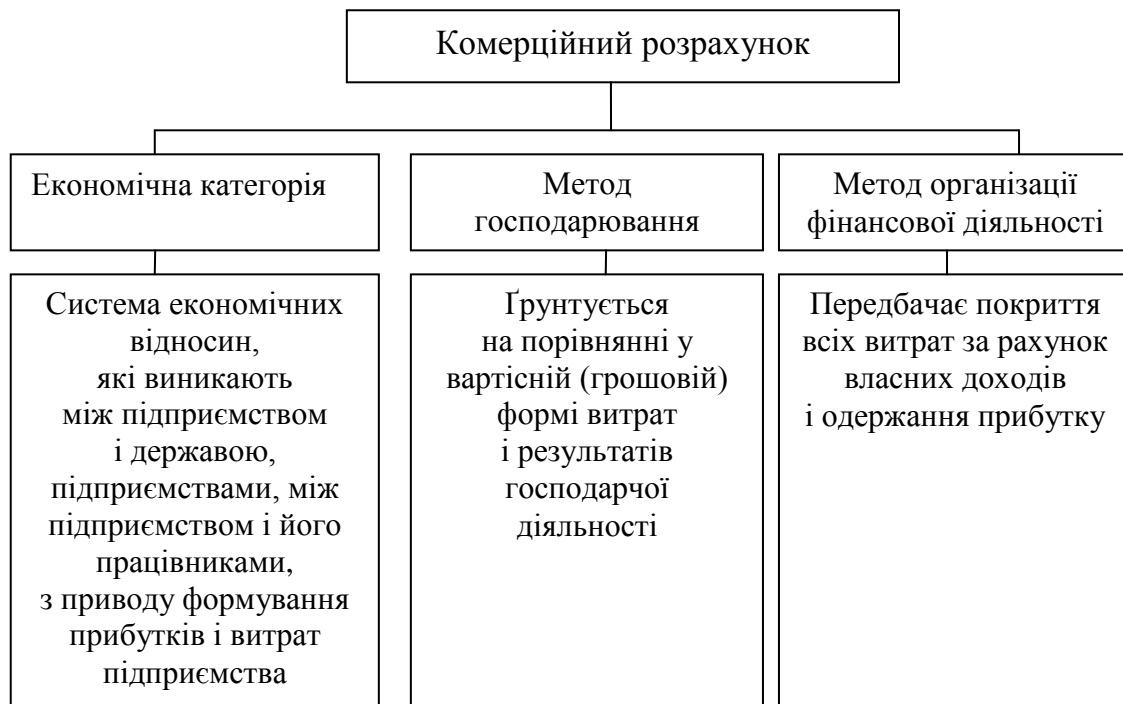 Комерційний розрахунок
Економічна категорія
Метод
господарювання
Метод організації
фінансової діяльності
Система економічних
відносин,
які виникають
між підприємством
і державою,
підприємствами, між
підприємством і його
працівниками,
з приводу формування
прибутків і витрат
підприємства
Ґрунтується
на порівнянні у
вартісній (грошовій)
формі витрат
і результатів
господарчої
діяльності
Передбачає покриття
всіх витрат за рахунок
власних доходів
і одержання прибутку